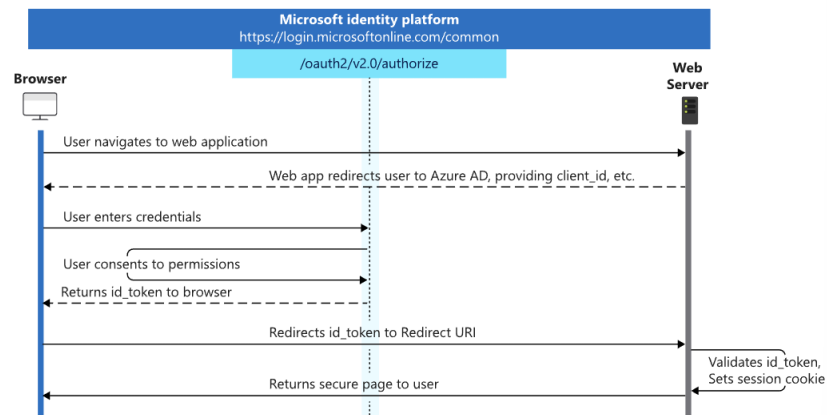 Microsoft identity platform
https://login.microsoftonline.com/common
/oauth2/v2.0/authorize
Browser
Web
Server
User navigates to web application
Web app redirects user to Azure AD, providing client_id, etc.
User enters credentials
User consents to permissions
Returns id_token to browser
Redirects id_token to Redirect URI
Validates id_token,
Sets session cookie
Returns secure page to user